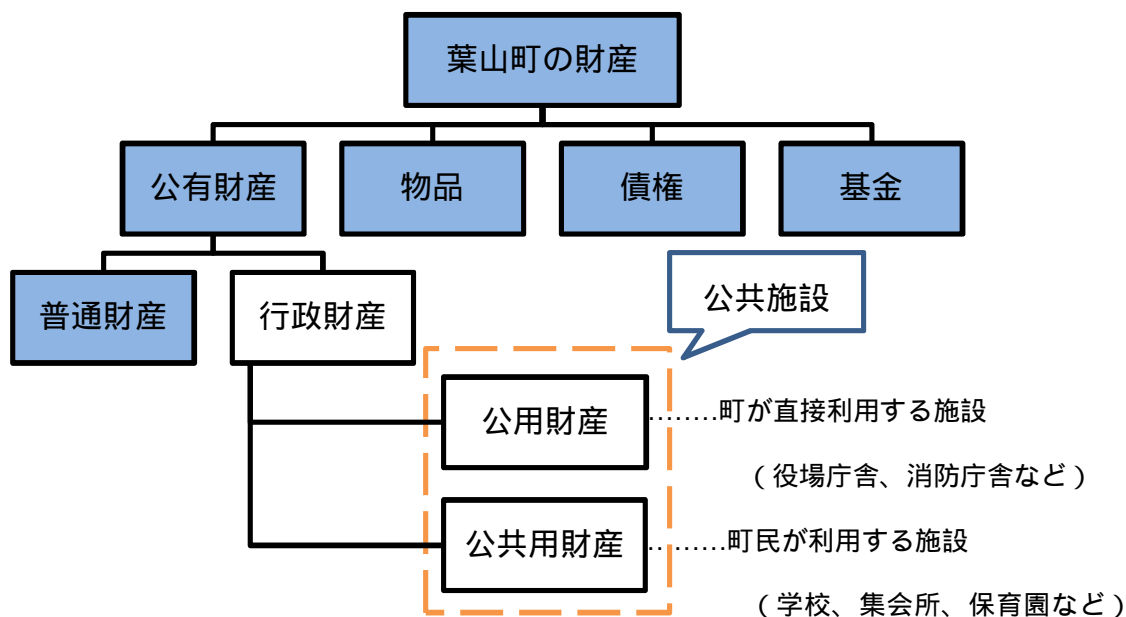 葉山町の財産
公有財産
物品
債権
基金
公共施設
普通財産
行政財産
公用財産
………町が直接利用する施設
(役場庁舎、消防庁舎など)
公共用財産
………町民が利用する施設
(学校、集会所、保育園など)